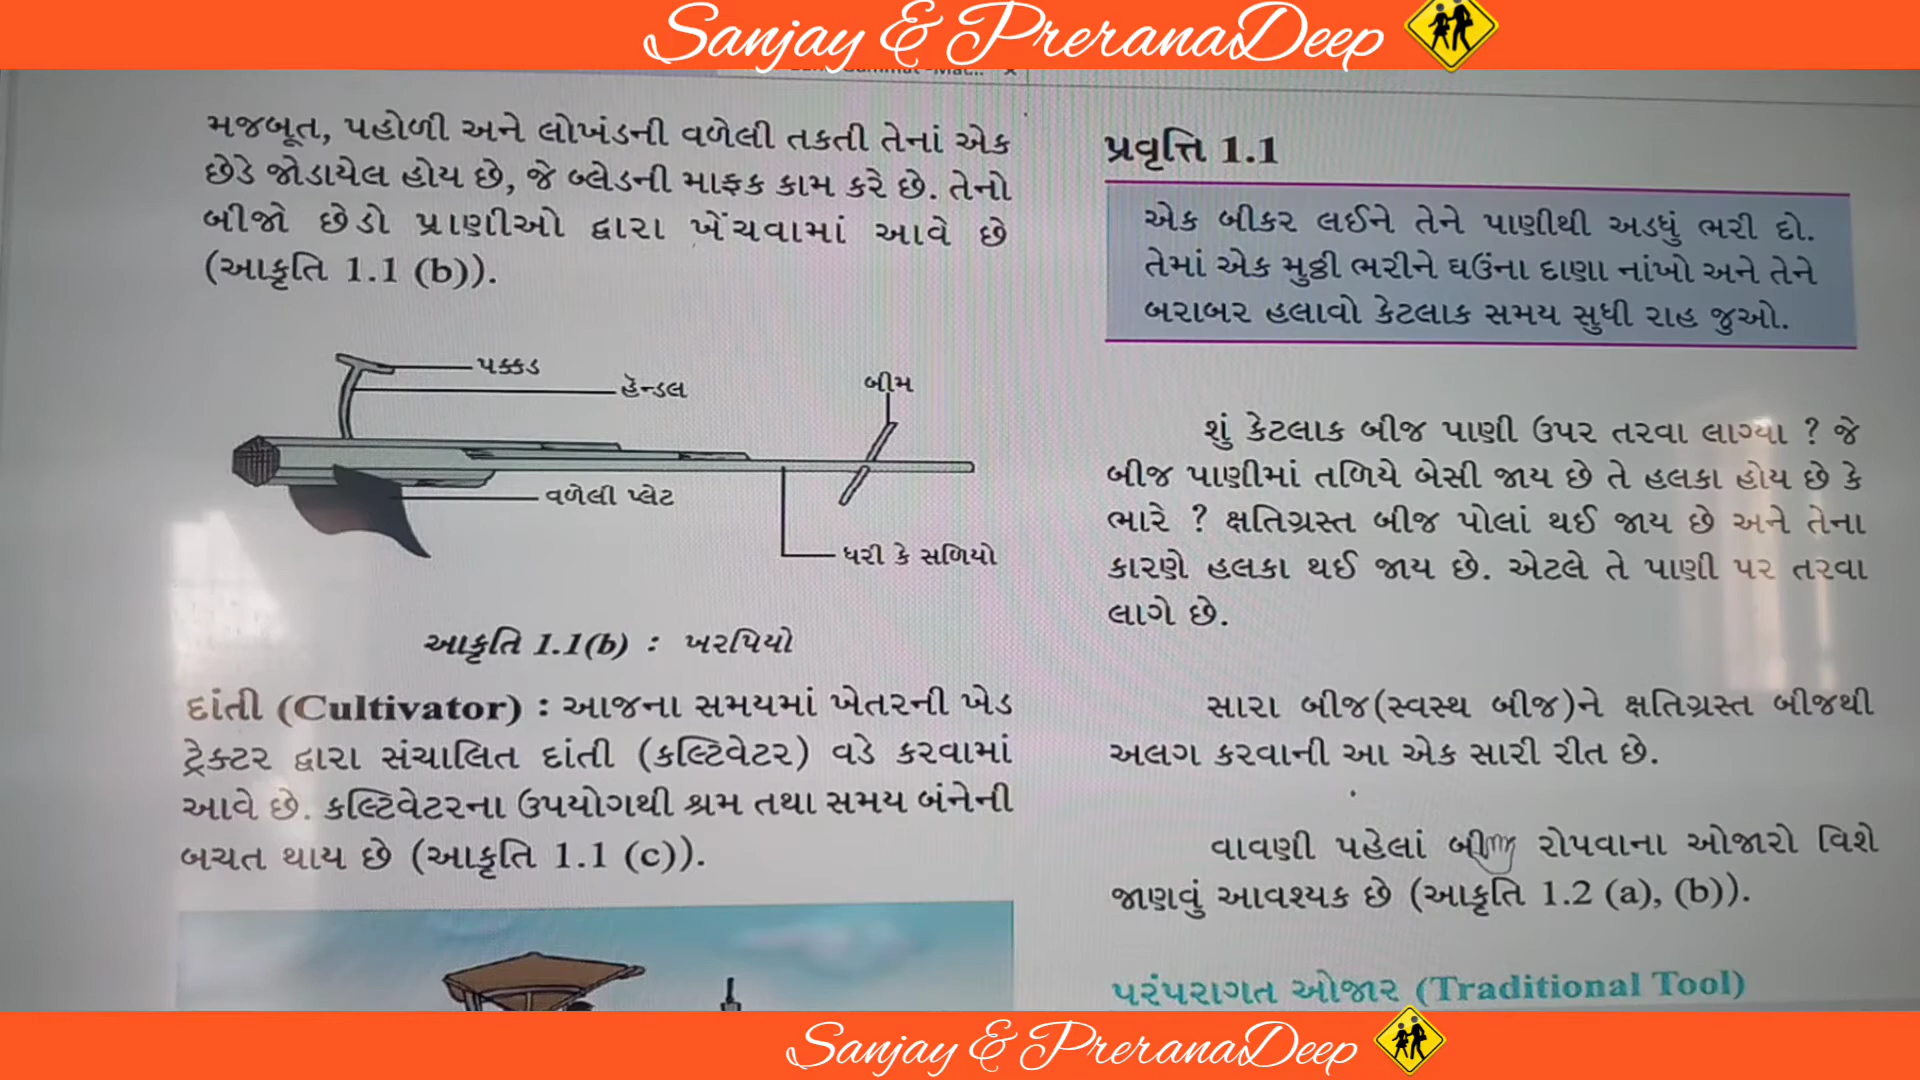 Sanjay & PreranaDeep
મજબૂત, પહોળી અને લોખંડની વળેલી તકતી તેનાં એક
છેડે જોડાયેલ હોય છે, જે બ્લેડની માફક કામ કરે છે. તેનો
બીજો છેડો પ્રાણીઓ દ્વારા ખેંચવામાં આવે છે
(આકૃતિ 1.1 (b)).
પક્કડ
હૅન્ડલ
બીમ
વળેલી પ્લેટ
ધરી કે સળિયો
આકૃતિ 1.1(b) : ખરપિયો
દાંતી (Cultivator) : આજના સમયમાં ખેતરની ખેડ
ટ્રેક્ટર દ્વારા સંચાલિત દાંતી (કલ્ટિવેટર) વડે કરવામાં
આવે છે. કલ્ટિવેટરના ઉપયોગથી શ્રમ તથા સમય બંનેની
બચત થાય છે (આકૃતિ 1.1 (c)).
પ્રવૃત્તિ 1.1
એક બીકર લઈને તેને પાણીથી અડધું ભરી દો.
તેમાં એક મુઠ્ઠી ભરીને ઘઉંના દાણા નાંખો અને તેને
બરાબર હલાવો કેટલાક સમય સુધી રાહ જુઓ.
શું કેટલાક બીજ પાણી ઉપર તરવા લાગ્યા ? જે
બીજ પાણીમાં તળિયે બેસી જાય છે તે હલકા હોય છે કે
ભારે ? ક્ષતિગ્રસ્ત બીજ પોલાં થઈ જાય છે અને તેના
કારણે હલકા થઈ જાય છે. એટલે તે પાણી પર તરવા
લાગે છે.
સારા બીજ(સ્વસ્થ બીજ)ને ક્ષતિગ્રસ્ત બીજથી
અલગ કરવાની આ એક સારી રીત છે.
વાવણી પહેલાં રોપવાના ઓજારો વિશે
જાણવું આવશ્યક છે (આકૃતિ 1.2 (a), (b)).
પરંપરાગત ઓજાર (Traditional Tool)
Sanjay & PreranaDeep